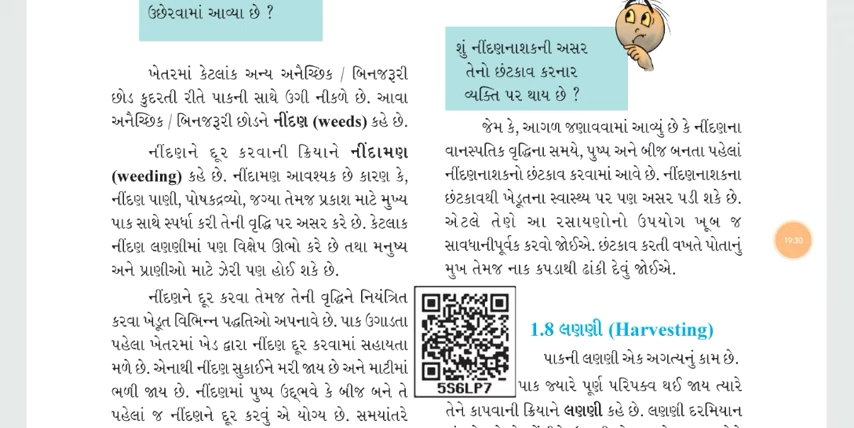 ઉછેરવામાં આવ્યા છે ?
ખેતરમાં કેટલાંક અન્ય અનૈચ્છિક / બિનજરૂરી
છોડ કુદરતી રીતે પાકની સાથે ઉગી નીકળે છે. આવા
અનૈચ્છિક / બિનજરૂરી છોડને નીંદણ (weeds) કહે છે.
નીંદણને દૂર કરવાની ક્રિયાને નીંદામણ
(weeding) કહે છે. નીંદામણ આવશ્યક છે કારણ કે,
નીંદણ પાણી, પોષકદ્રવ્યો, જગ્યા તેમજ પ્રકાશ માટે મુખ્ય
પાક સાથે સ્પર્ધા કરી તેની વૃદ્ધિ પર અસર કરે છે. કેટલાક
નીંદણ લણણીમાં પણ વિક્ષેપ ઊભો કરે છે તથા મનુષ્ય
અને પ્રાણીઓ માટે ઝેરી પણ હોઈ શકે છે.
નીંદણને દૂર કરવા તેમજ તેની વૃદ્ધિને નિયંત્રિત
કરવા ખેડૂત વિભિન્ન પદ્ધતિઓ અપનાવે છે. પાક ઉગાડતા
પહેલા ખેતરમાં ખેડ દ્વારા નીંદણ દૂર કરવામાં સહાયતા
મળે છે. એનાથી નીંદણ સુકાઈને મરી જાય છે અને માટીમાં
ભળી જાય છે. નીંદણમાં પુષ્પ ઉદ્ભવે કે બીજ બને તે
પહેલાં જ નીંદણને દૂર કરવું એ યોગ્ય છે. સમયાંતરે
શું નીંદણનાશકની અસર
તેનો છંટકાવ કરનાર
વ્યક્તિ પર થાય છે ?
જેમ કે, આગળ જણાવવામાં આવ્યું છે કે નીંદણના
વાનસ્પતિક વૃદ્ધિના સમયે, પુષ્પ અને બીજ બનતા પહેલાં
નીંદણનાશકનો છંટકાવ કરવામાં આવે છે. નીંદણનાશકના
છંટકાવથી ખેડૂતના સ્વાસ્થ્ય પર પણ અસર પડી શકે છે.
એટલે તેણે આ રસાયણોનો ઉપયોગ ખૂબ જ
સાવધાનીપૂર્વક કરવો જોઈએ. છંટકાવ કરતી વખતે પોતાનું
મુખ તેમજ નાક કપડાથી ઢાંકી દેવું જોઈએ.
19:30
5S6LP7
1.8 લણણી (Harvesting)
પાકની લણણી એક અગત્યનું કામ છે.
પાક જ્યારે પૂર્ણ પરિપક્વ થઈ જાય ત્યારે
તેને કાપવાની ક્રિયાને લણણી કહે છે. લણણી દરમિયાન